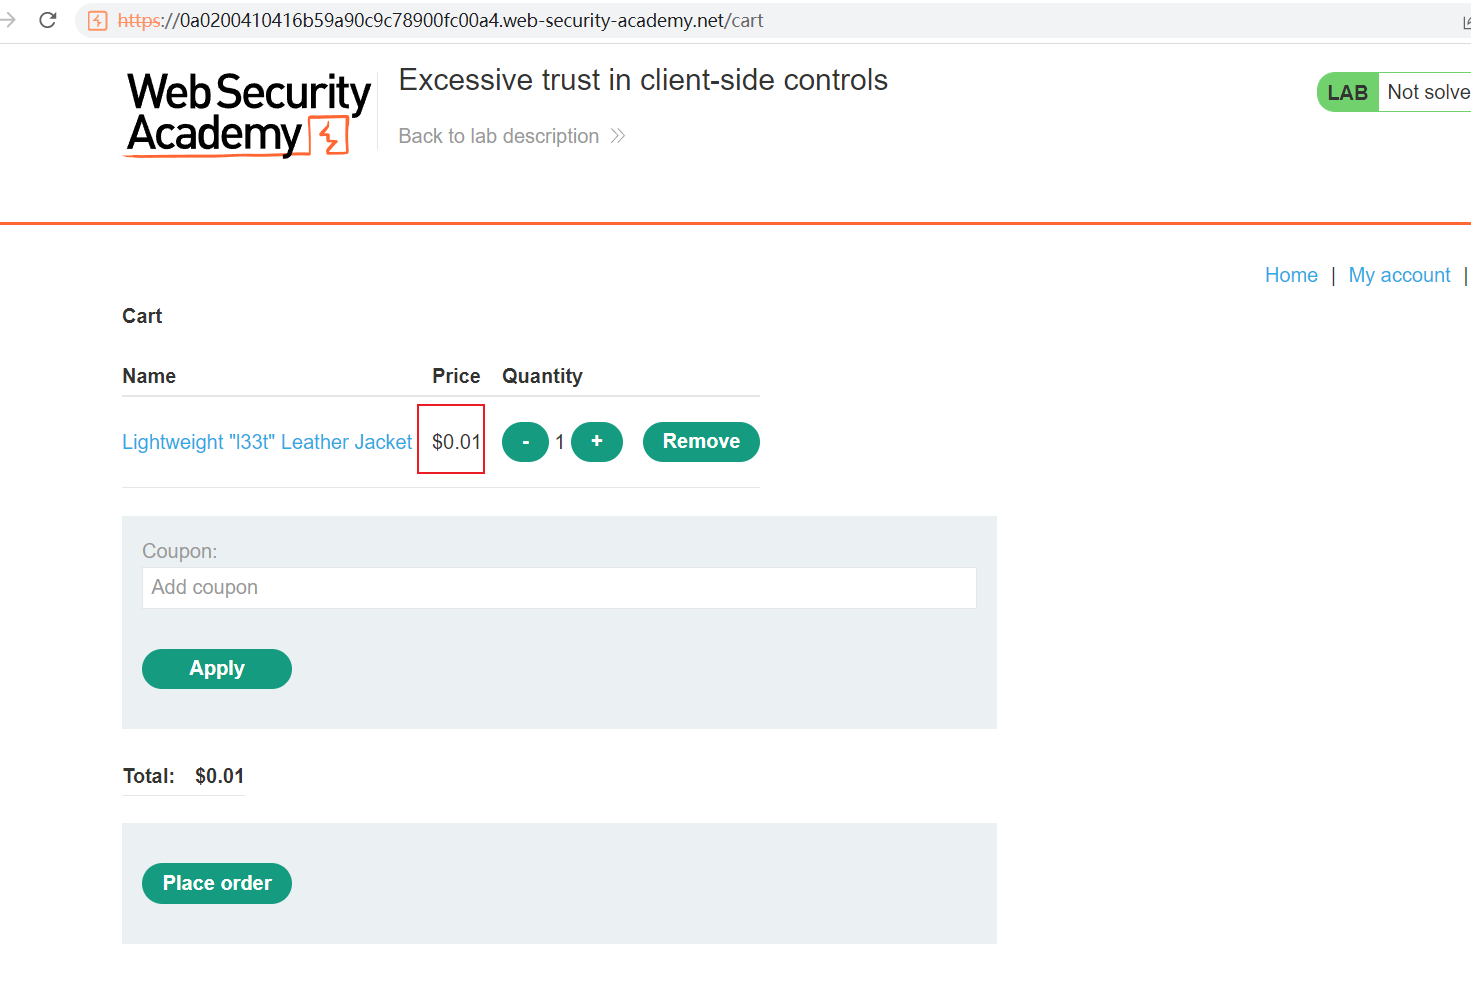 https://0a0200410416b59a90c9c78900fc00a4.web-security-academy.net/cart
Web Security
Academy
Excessive trust in client-side controls
Back to lab description
LAB Not solve
Home | My account |
Cart
Name Price Quantity
Lightweight "l33t" Leather Jacket $0.01 - 1 + Remove
Coupon:
Add coupon
Apply
Total: $0.01
Place order